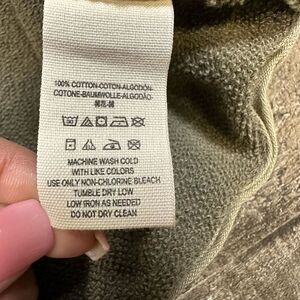 100% COTTON-COTON-ALGODÓN-
COTONE-BAUMWOLLE-ALGODÃO-
MACHINE WASH COLD
WITH LIKE COLORS
USE ONLY NON-CHLORINE BLEACH
TUMBLE DRY LOW
LOW IRON AS NEEDED
DO NOT DRY CLEAN